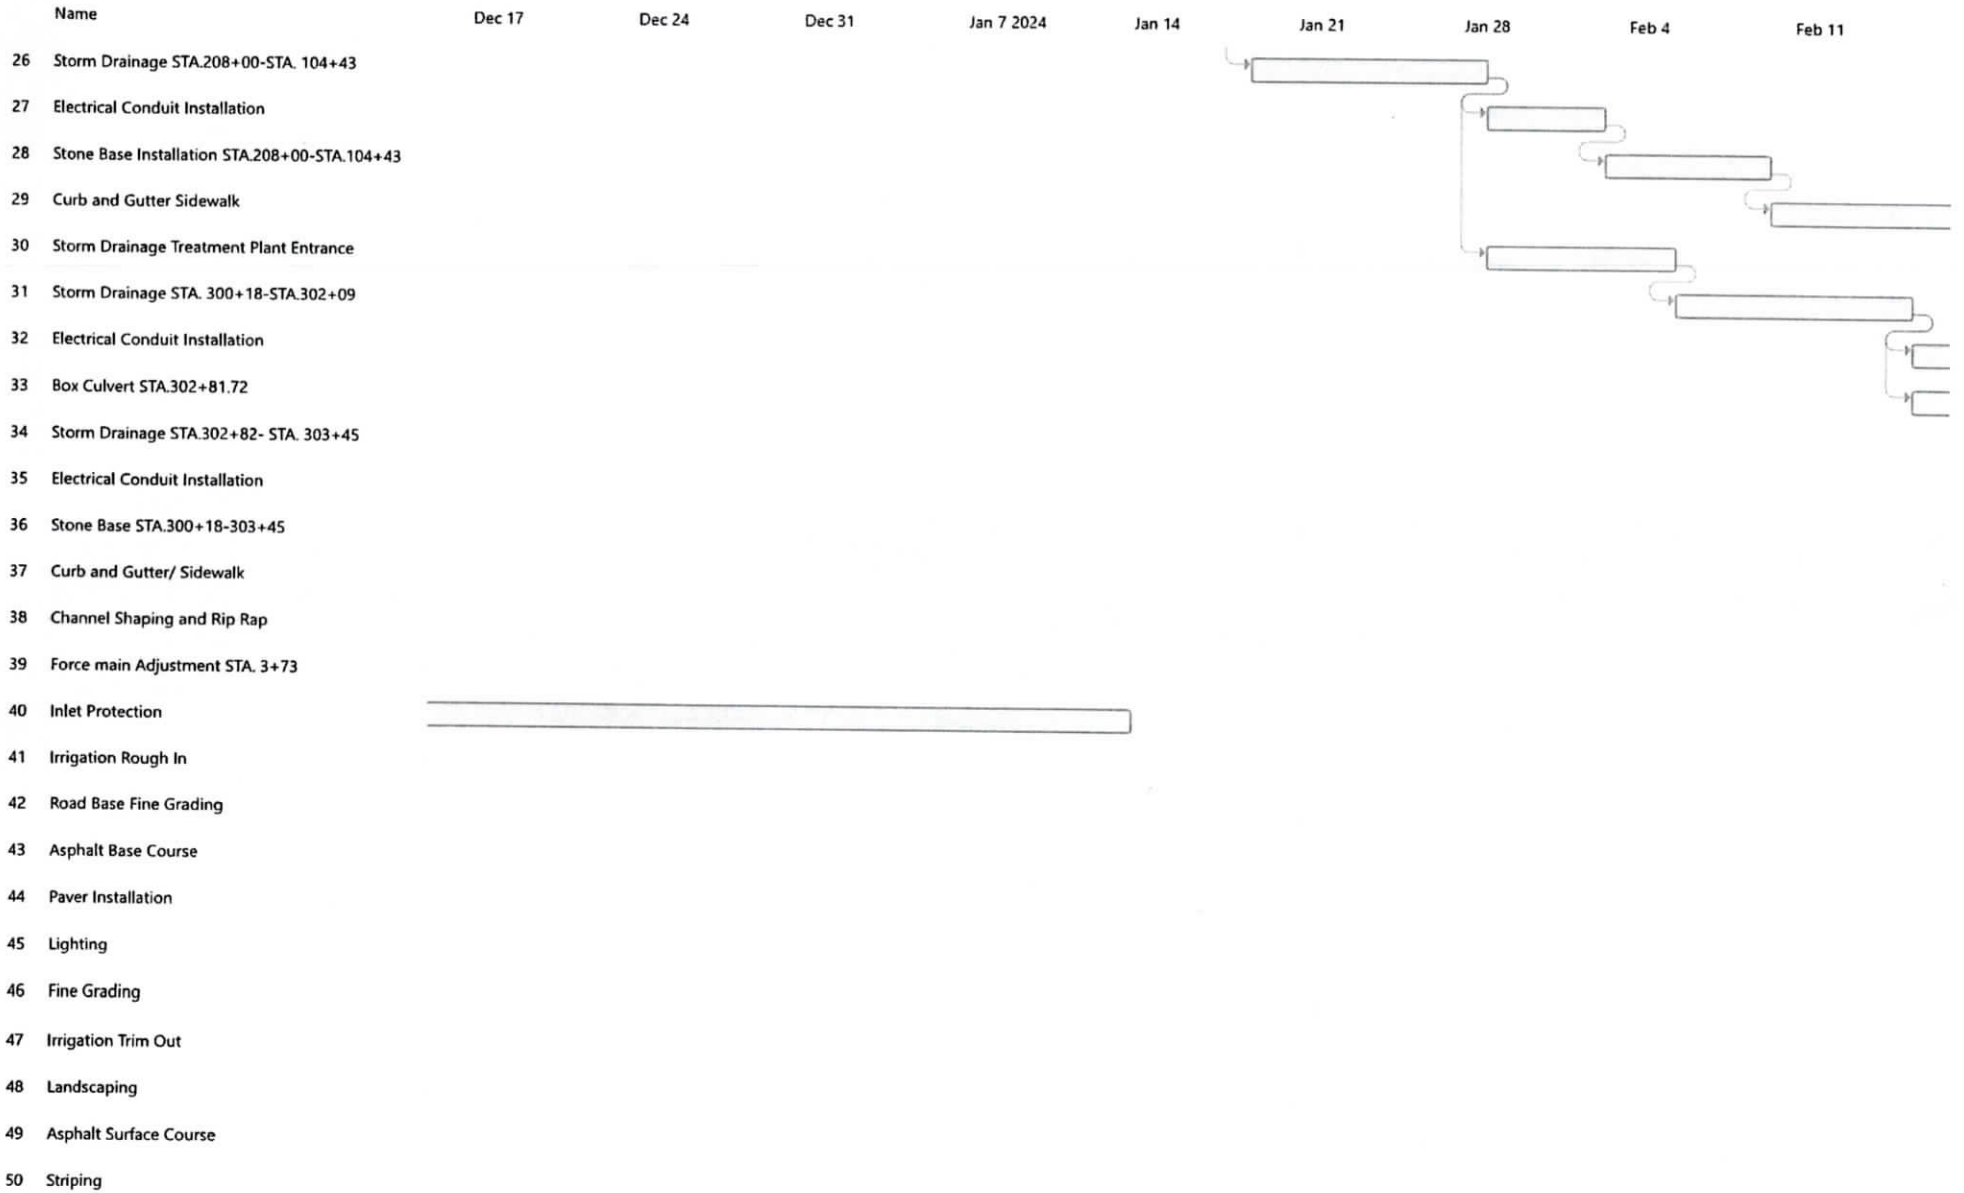 Name Dec 17 Dec 24 Dec 31 Jan 7 2024 Jan 14 Jan 21 Jan 28 Feb 4 Feb 11
26 Storm Drainage STA.208+00-STA. 104+43
27 Electrical Conduit Installation
28 Stone Base Installation STA.208+00-STA.104+43
29 Curb and Gutter Sidewalk
30 Storm Drainage Treatment Plant Entrance
31 Storm Drainage STA. 300+18-STA.302+09
32 Electrical Conduit Installation
33 Box Culvert STA.302+81.72
34 Storm Drainage STA.302+82- STA. 303+45
35 Electrical Conduit Installation
36 Stone Base STA.300+18-303+45
37 Curb and Gutter/ Sidewalk
38 Channel Shaping and Rip Rap
39 Force main Adjustment STA. 3+73
40 Inlet Protection
41 Irrigation Rough In
42 Road Base Fine Grading
43 Asphalt Base Course
44 Paver Installation
45 Lighting
46 Fine Grading
47 Irrigation Trim Out
48 Landscaping
49 Asphalt Surface Course
50 Striping